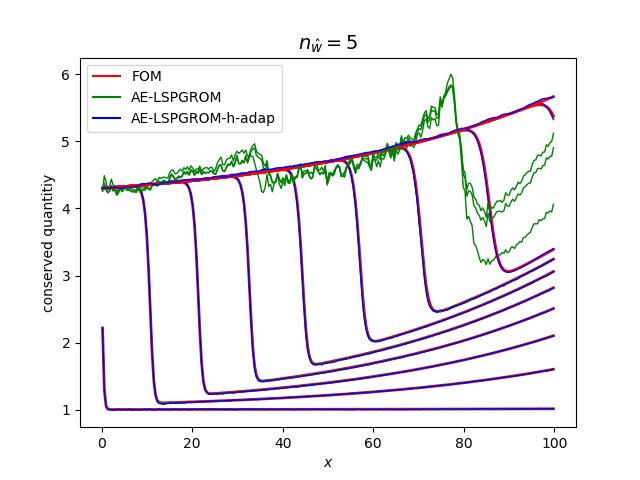 n_Ŵ = 5
FOM
AE-LSPGROM
AE-LSPGROM-h-adap
conserved quantitiy
6
5
4
3
2
1
0 20 40 60 80 100
x